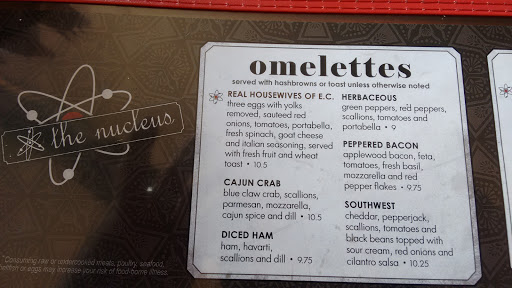 the nucleus
omelettes
served with hashbrowns or toast unless otherwise noted
REAL HOUSEWIVES OF E.C.
three eggs with yolks
removed, sauteed red
onions, tomatoes, portabella,
fresh spinach, goat cheese
and italian seasoning, served
with fresh fruit and wheat
toast • 10.5
CAJUN CRAB
blue claw crab, scallions,
parmesan, mozzarella,
cajun spice and dill • 10.5
DICED HAM
ham, havarti,
scallions and dill • 9.75
HERBACEOUS
green peppers, red peppers,
scallions, tomatoes and
portabella • 9
PEPPERED BACON
applewood bacon, feta,
tomatoes, fresh basil,
mozzarella and red
pepper flakes • 9.75
SOUTHWEST
cheddar, pepperjack,
scallions, tomatoes and
black beans topped with
sour cream, red onions and
cilantro salsa • 10.25
*Consuming raw or undercooked meats, poultry, seafood,
or eggs may increase your risk of food-borne illness.